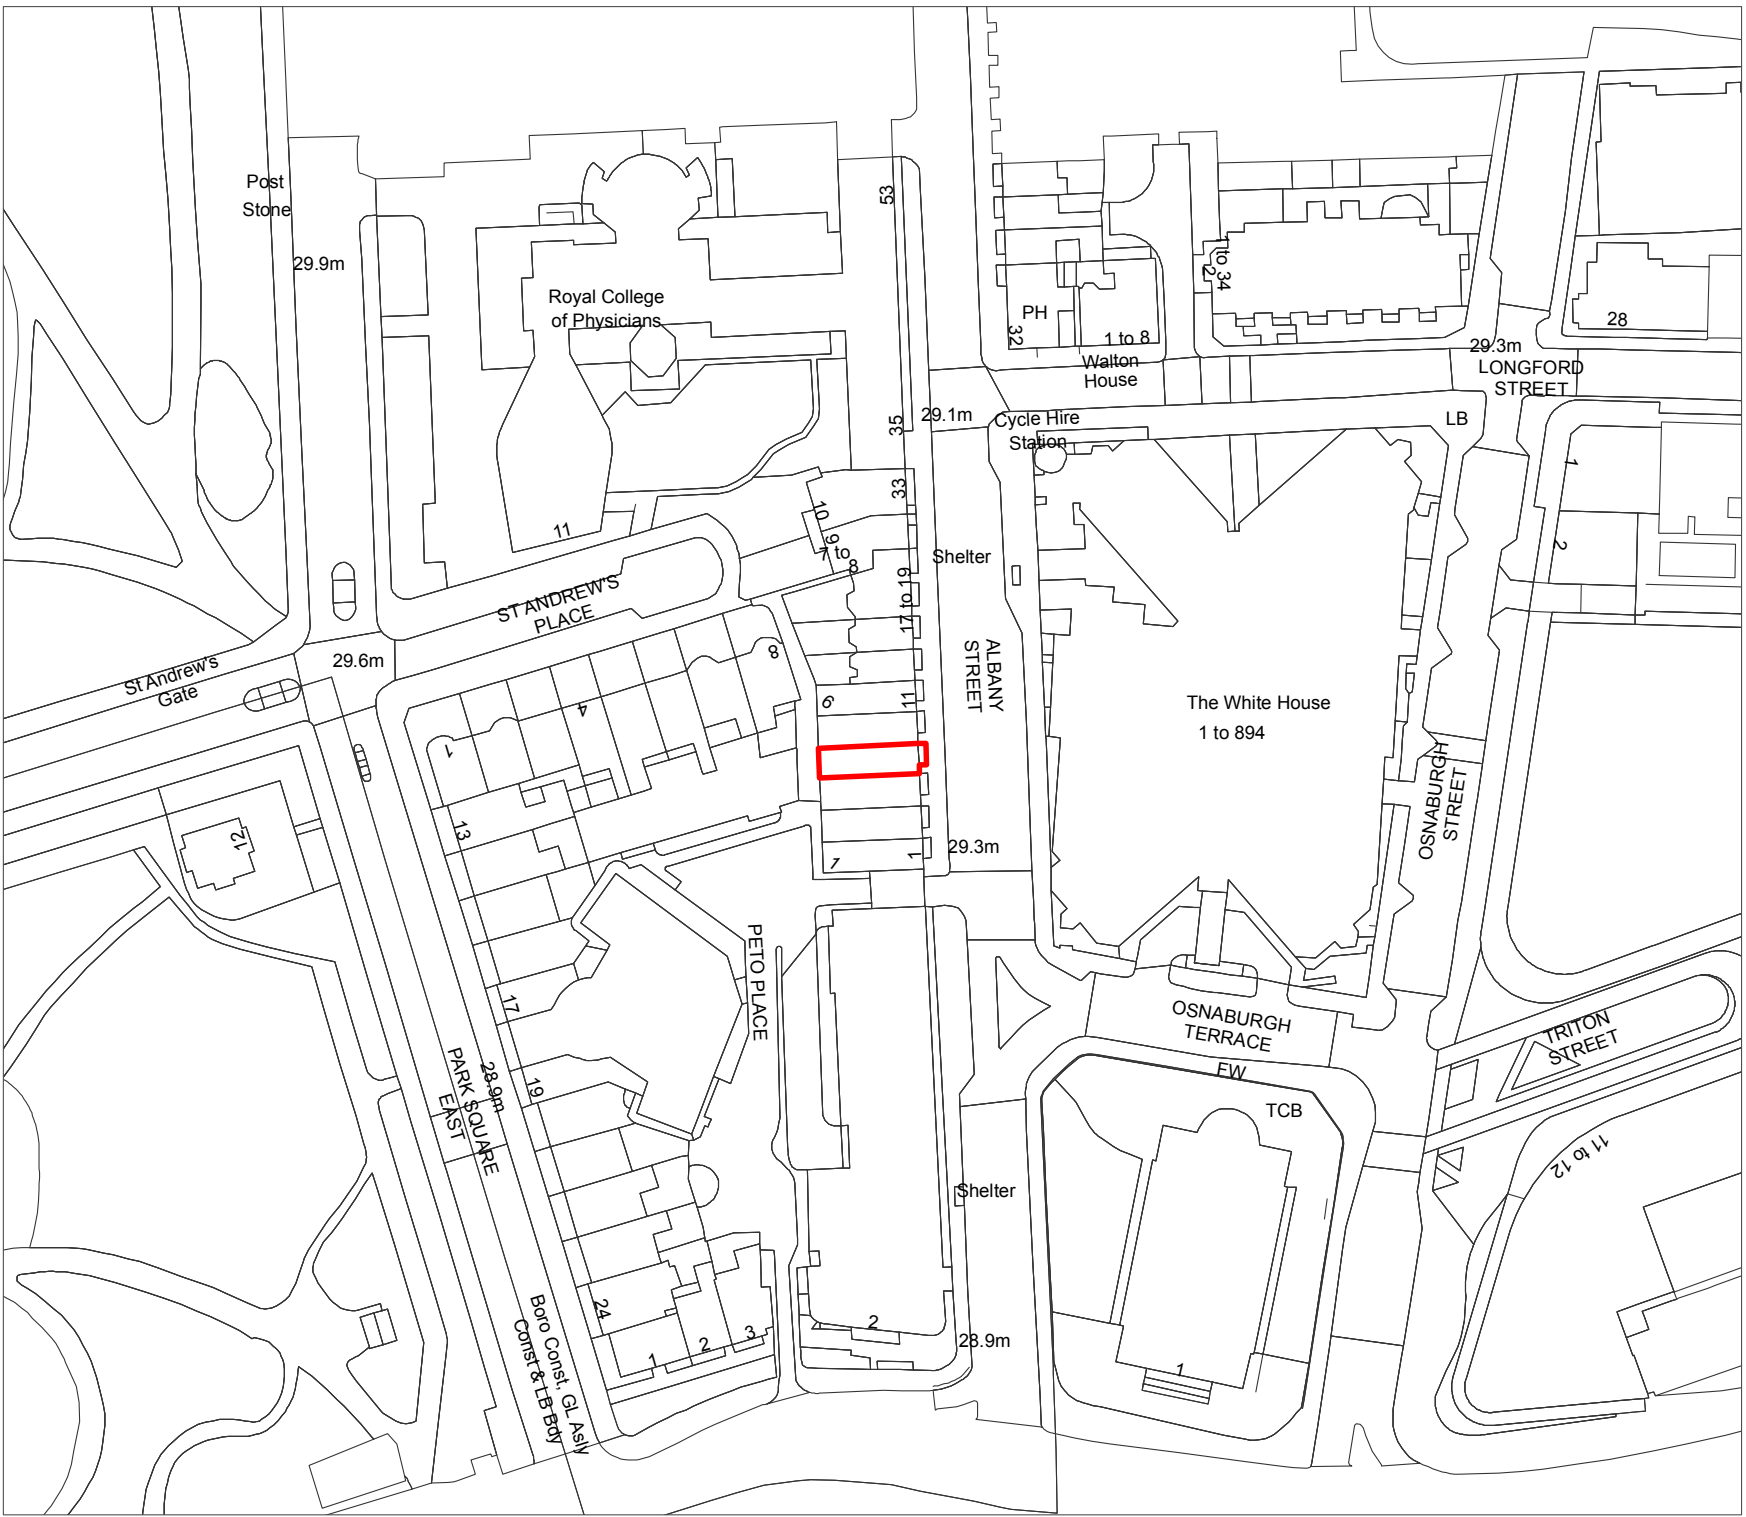 Post
Stone
29.9m
Royal College
of Physicians
53
35
33
PH
32
1 to 8
Walton
House
1 to 34
2
28
29.3m
LONGFORD
STREET
29.1m
Cycle Hire
Station
LB
1
2
11
10
9
7 to
8
Shelter
17 to 19
ST ANDREW'S
PLACE
St Andrew's
Gate
29.6m
8
4
1
6
11
ALBANY
STREET
The White House
1 to 894
OSNABURGH
STREET
12
13
1
1
29.3m
PETO PLACE
17
19
28.9m
PARK SQUARE
EAST
OSNABURGH
TERRACE
FW
TCB
TRITON
STREET
11 to 12
Shelter
24
1
2
3
2
28.9m
1
Boro Const, GL Asly
Const & LB Bdy